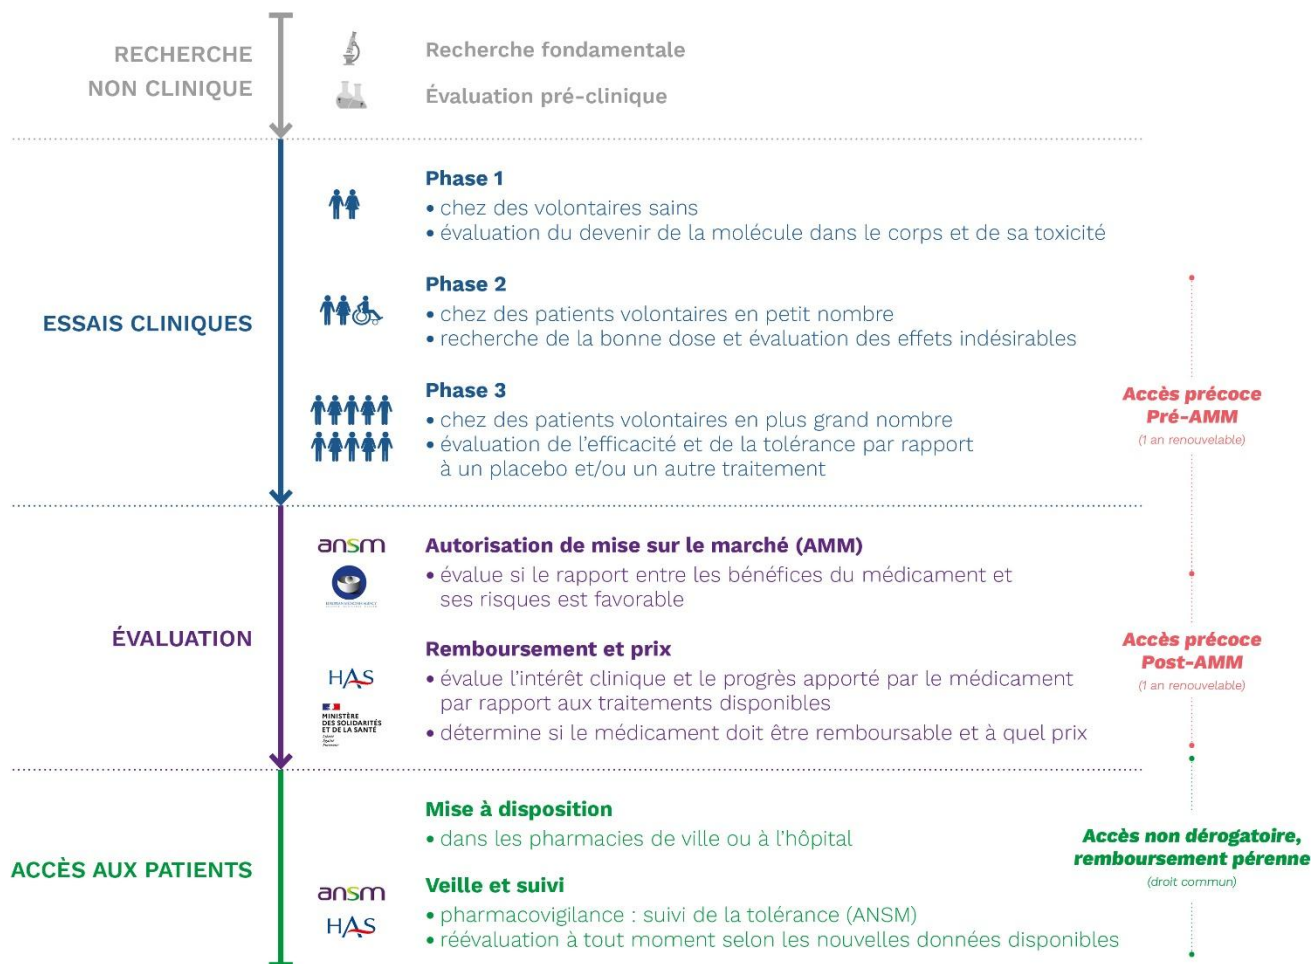 RECHERCHE
NON CLINIQUE
Recherche fondamentale
Évaluation pré-clinique
ESSAIS CLINIQUES
Phase 1
• chez des volontaires sains
• évaluation du devenir de la molécule dans le corps et de sa toxicité
Phase 2
• chez des patients volontaires en petit nombre
• recherche de la bonne dose et évaluation des effets indésirables
Phase 3
• chez des patients volontaires en plus grand nombre
• évaluation de l'efficacité et de la tolérance par rapport
à un placebo et/ou un autre traitement
Accès précoce
Pré-AMM
(1 an renouvelable)
ÉVALUATION
ansm
Autorisation de mise sur le marché (AMM)
• évalue si le rapport entre les bénéfices du médicament et
ses risques est favorable
Remboursement et prix
HAS
• évalue l'intérêt clinique et le progrès apporté par le médicament
par rapport aux traitements disponibles
MINISTÈRE
DES SOLIDARITÉS
ET DE LA SANTÉ
• détermine si le médicament doit être remboursable et à quel prix
Accès précoce
Post-AMM
(1 an renouvelable)
ACCÈS AUX PATIENTS
Mise à disposition
• dans les pharmacies de ville ou à l'hôpital
ansm
HAS
Veille et suivi
• pharmacovigilance : suivi de la tolérance (ANSM)
• réévaluation à tout moment selon les nouvelles données disponibles
Accès non dérogatoire,
remboursement pérenne
(droit commun)